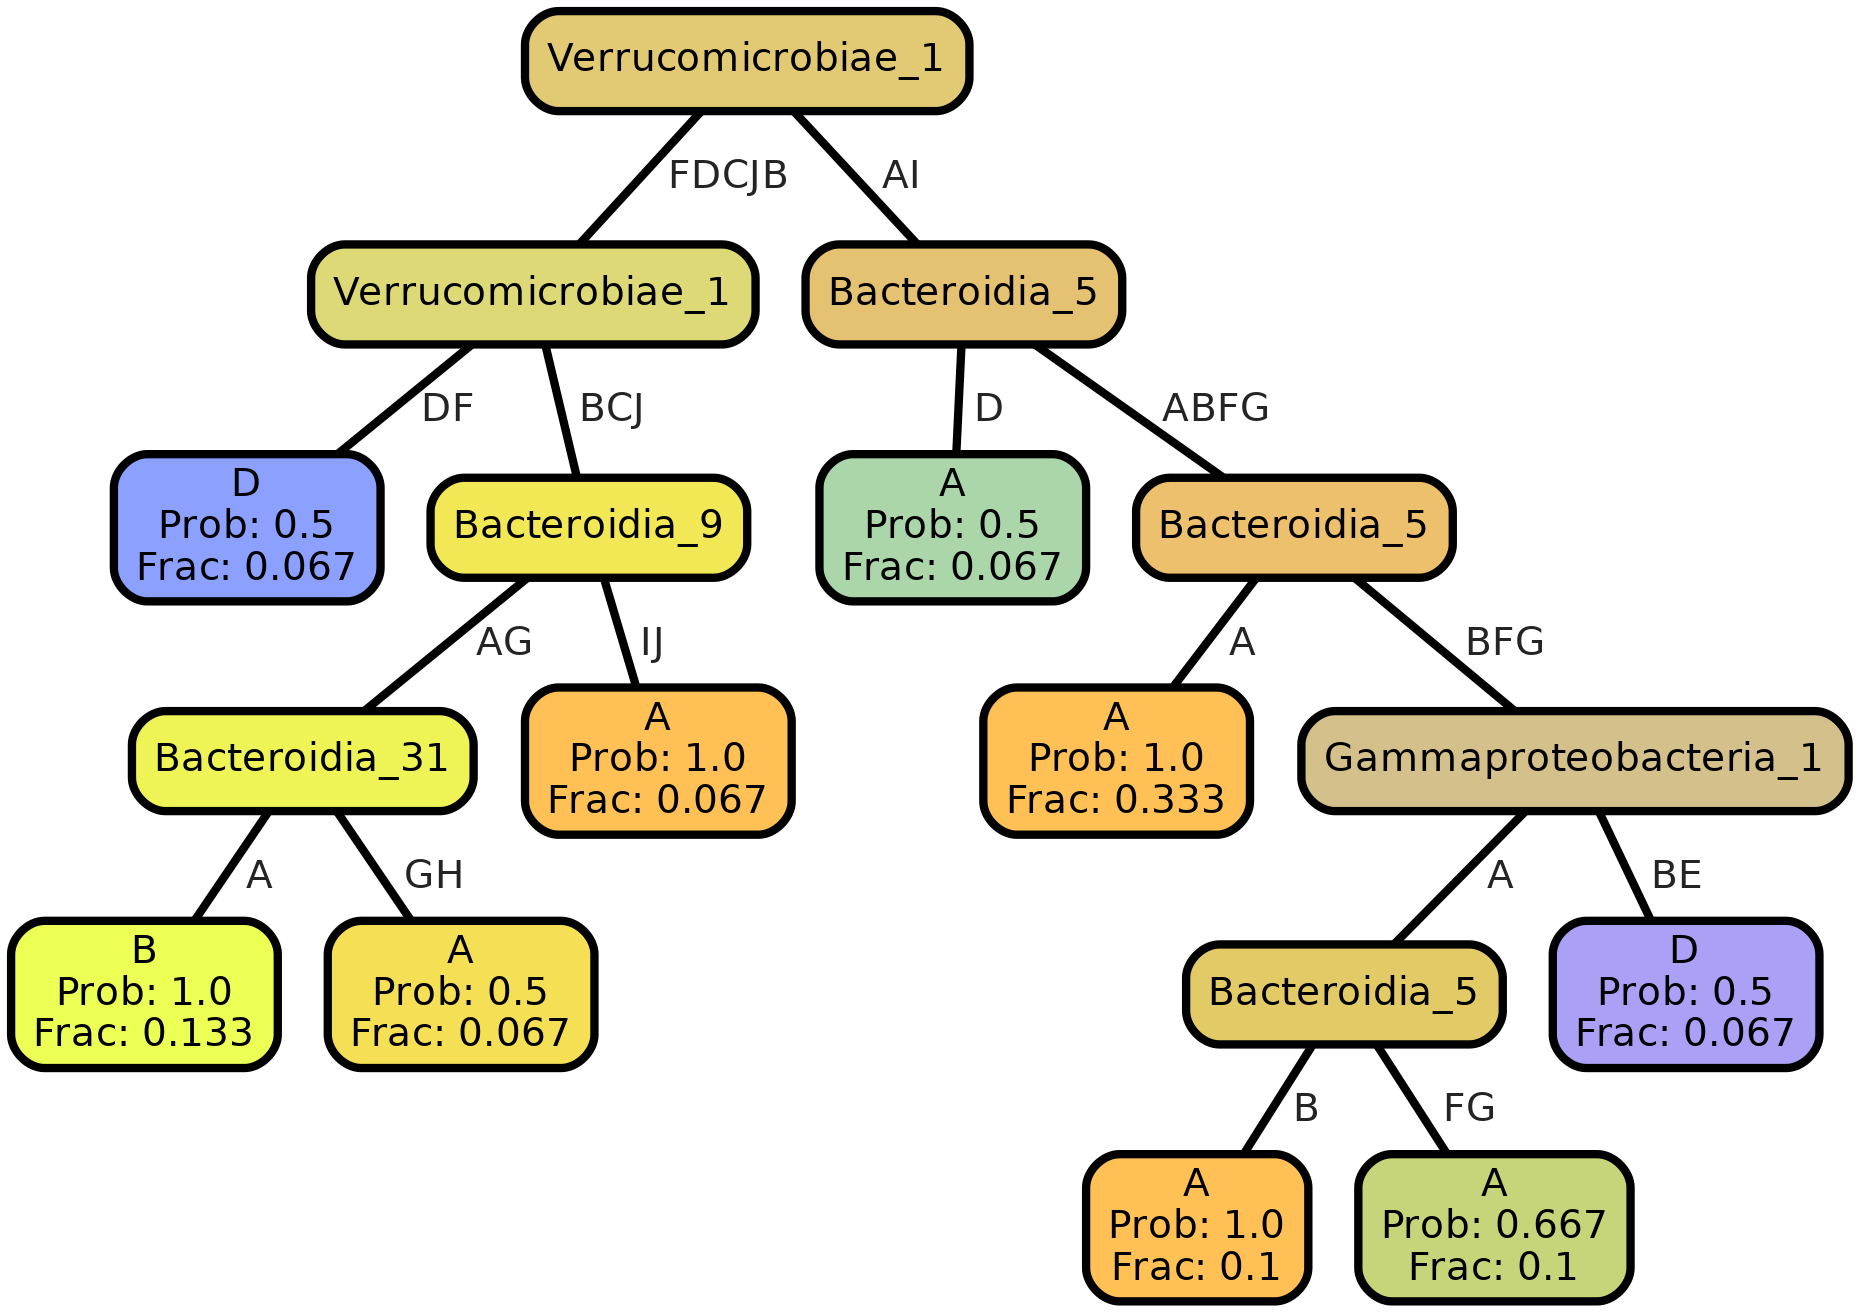 Verrucomicrobiae_1
FDCJB
AI
Verrucomicrobiae_1
Bacteroidia_5
DF
BCJ
D
ABFG
D
Prob: 0.5
Frac: 0.067
Bacteroidia_9
A
Prob: 0.5
Frac: 0.067
Bacteroidia_5
AG
IJ
A
BFG
Bacteroidia_31
A
Prob: 1.0
Frac: 0.067
A
Prob: 1.0
Frac: 0.333
Gammaproteobacteria_1
A
GH
A
BE
B
Prob: 1.0
Frac: 0.133
A
Prob: 0.5
Frac: 0.067
Bacteroidia_5
D
Prob: 0.5
Frac: 0.067
B
FG
A
Prob: 1.0
Frac: 0.1
A
Prob: 0.667
Frac: 0.1